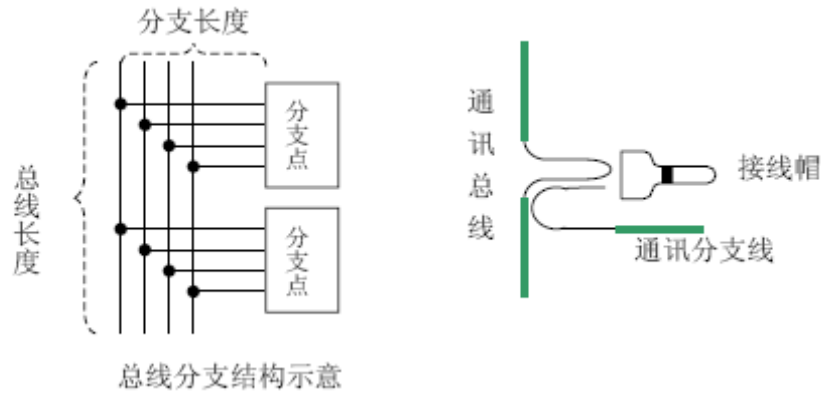 分支长度
总线长度
分支点
分支点
总线分支结构示意
通讯总线
接线帽
通讯分支线